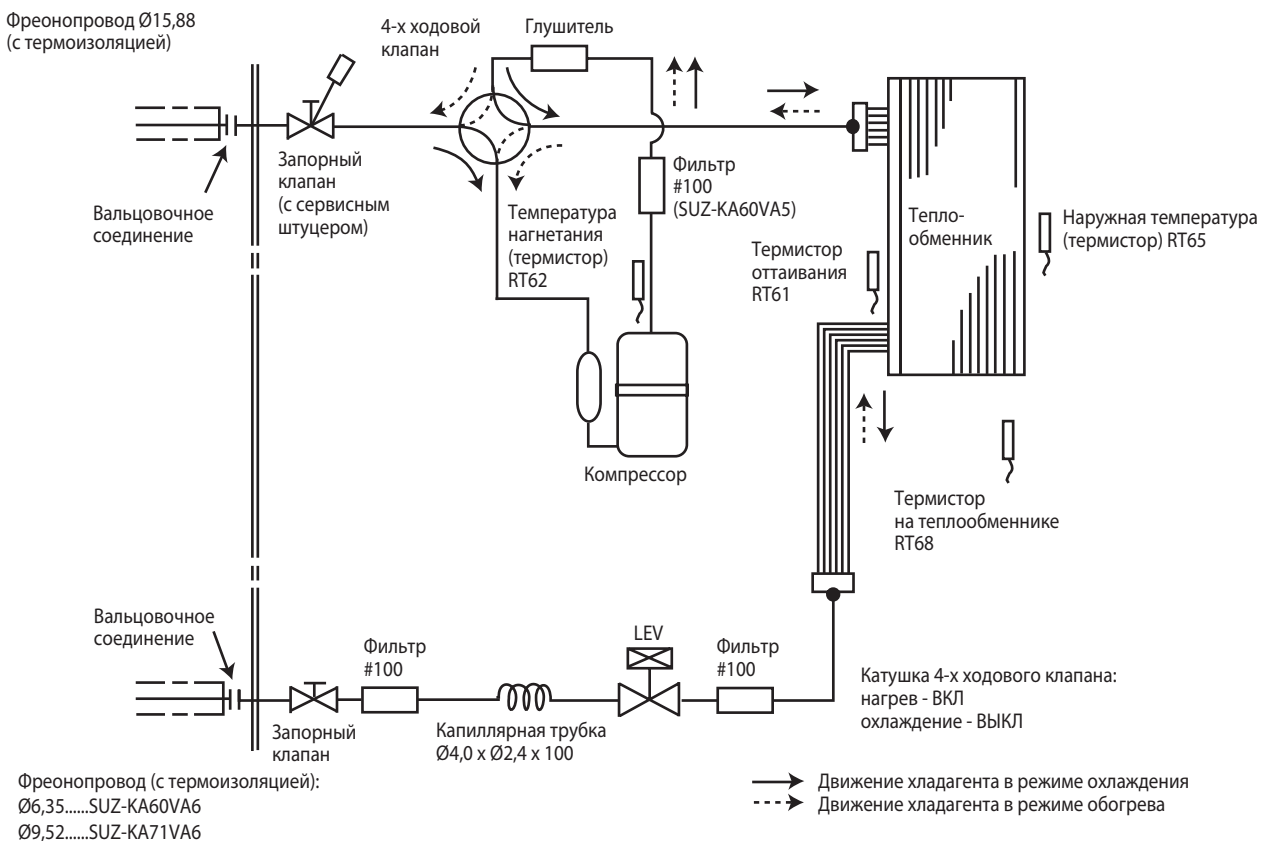 Фреонопровод Ø15,88
(с термоизоляцией)
4-х ходовой
клапан
Глушитель
Запорный
клапан
(с сервисным
штуцером)
Вальцовочное
соединение
Фильтр
#100
(SUZ-KA60VA5)
Температура
нагнетания
(термистор)
RT62
Тепло-
обменник
Наружная температура
(термистор) RT65
Термистор
оттаивания
RT61
Компрессор
Термистор
на теплообменнике
RT68
Вальцовочное
соединение
Фильтр
#100
LEV
Фильтр
#100
Катушка 4-х ходового клапана:
нагрев - ВКЛ
охлаждение - ВЫКЛ
Запорный
клапан
Капиллярная трубка
Ø4,0 x Ø2,4 x 100
Фреонопровод (с термоизоляцией):
Ø6,35......SUZ-KA60VA6
Ø9,52......SUZ-KA71VA6
Движение хладагента в режиме охлаждения
Движение хладагента в режиме обогрева